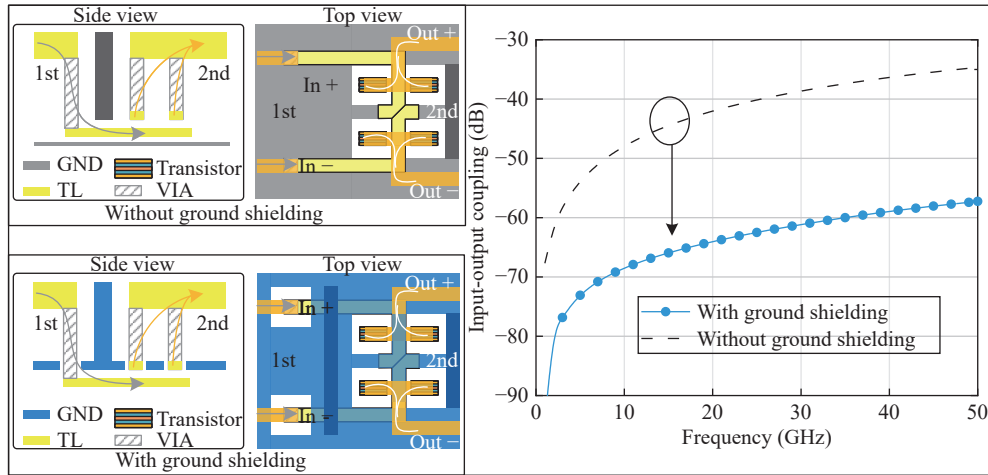 Side view
Top view
1st
2nd
Out +
In +
1st
2nd
In −
Out −
GND
Transistor
TL
VIA
Without ground shielding
Side view
Top view
1st
2nd
Out +
In +
1st
2nd
In −
Out −
GND
Transistor
TL
VIA
With ground shielding
Input-output coupling (dB)
−30
−40
−50
−60
−70
−80
−90
With ground shielding
Without ground shielding
0 10 20 30 40 50
Frequency (GHz)